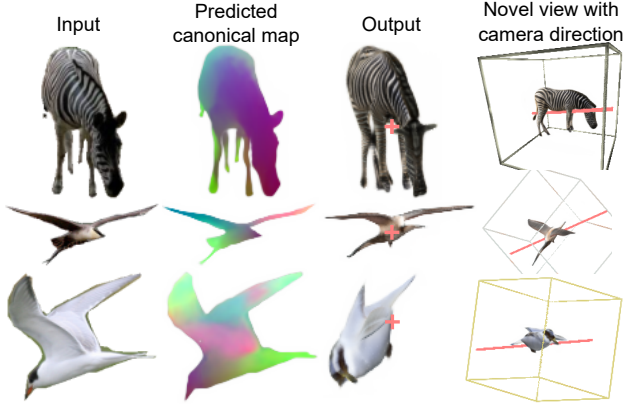 Input
Predicted
canonical map
Output
Novel view with
camera direction